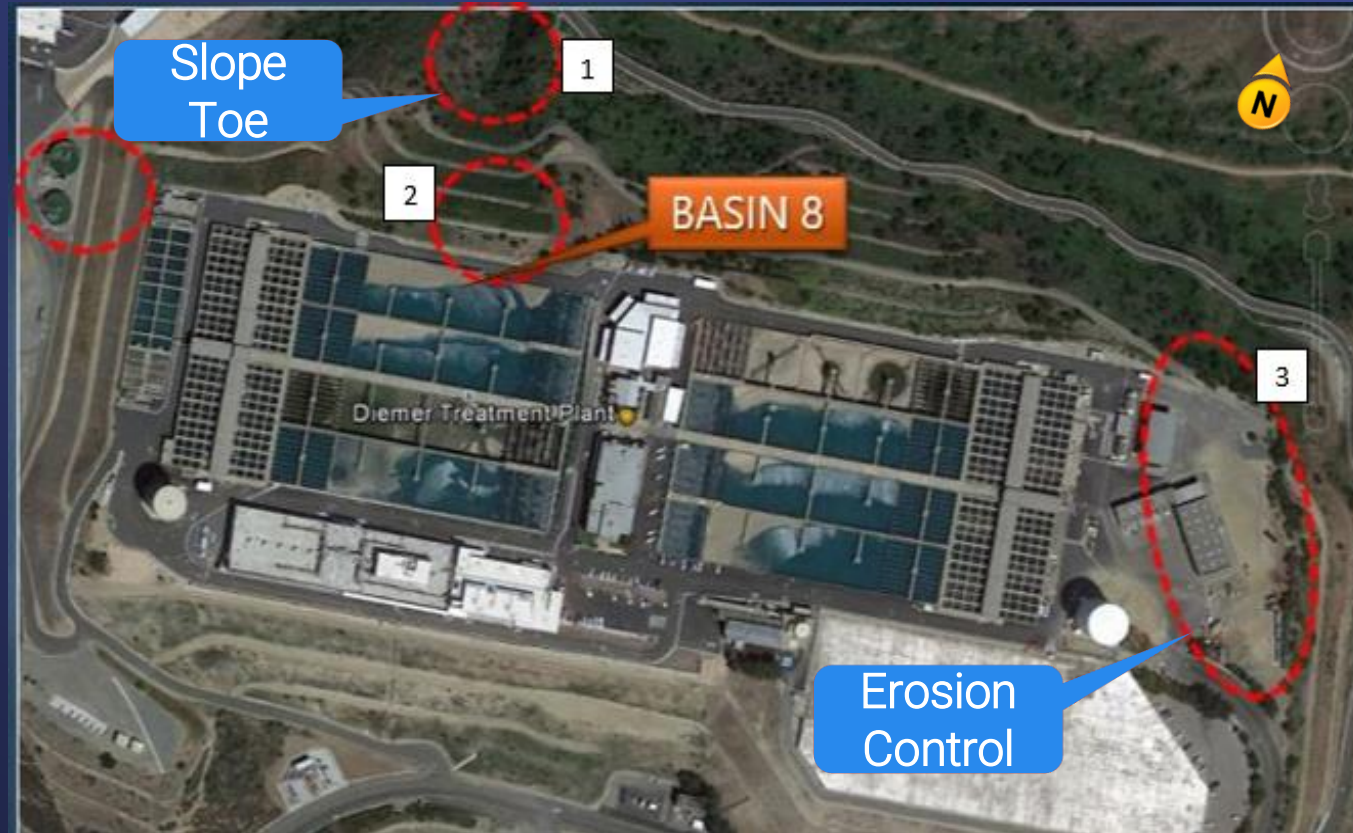 Slope
Toe
1
N
2
BASIN 8
3
Diemer Treatment Plant
Erosion
Control